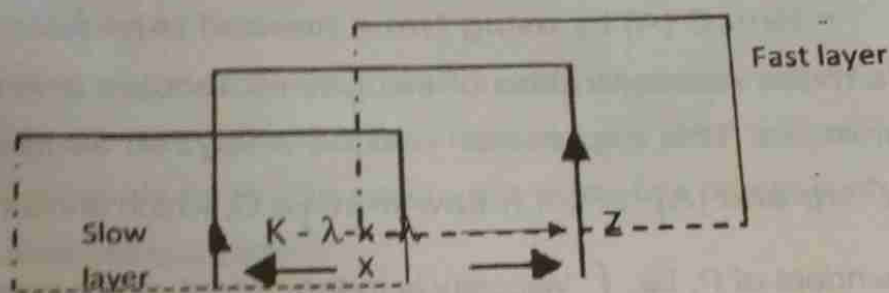 Fast layer
Slow K - λ - k - λ Z
layer X